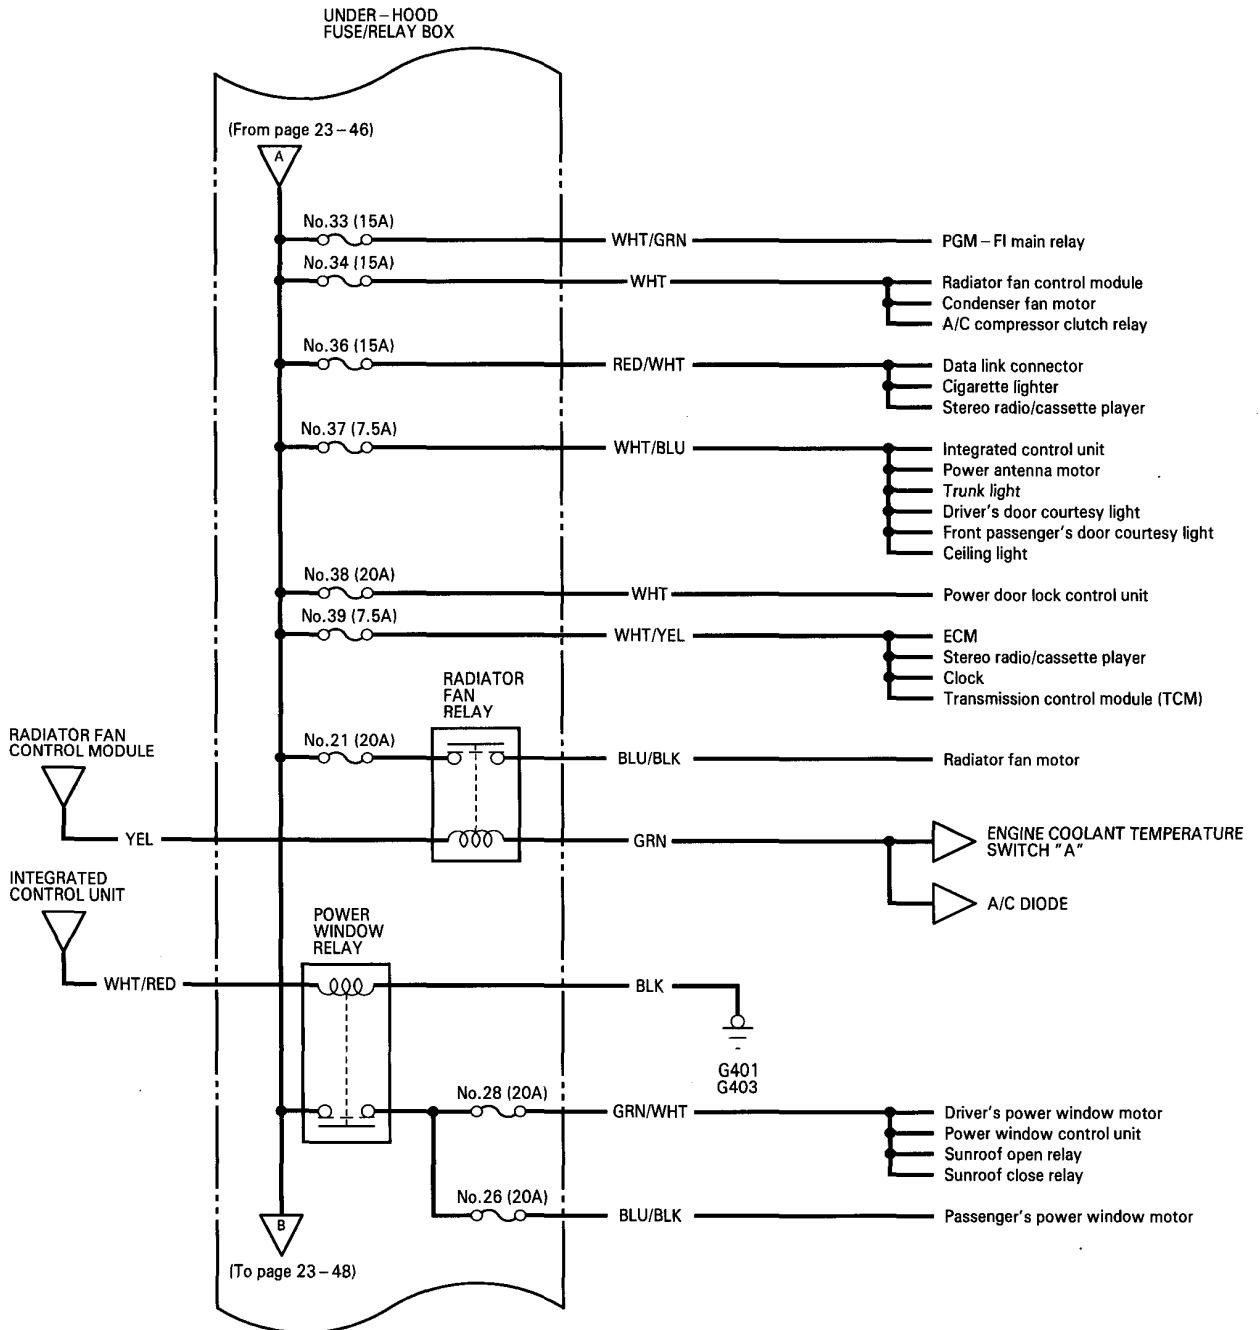 UNDER–HOOD
FUSE/RELAY BOX
(From page 23–46)
A
No.33 (15A)
WHT/GRN
PGM–FI main relay
No.34 (15A)
WHT
Radiator fan control module
Condenser fan motor
A/C compressor clutch relay
No.36 (15A)
RED/WHT
Data link connector
Cigarette lighter
Stereo radio/cassette player
No.37 (7.5A)
WHT/BLU
Integrated control unit
Power antenna motor
Trunk light
Driver's door courtesy light
Front passenger's door courtesy light
Ceiling light
No.38 (20A)
WHT
Power door lock control unit
No.39 (7.5A)
WHT/YEL
ECM
Stereo radio/cassette player
Clock
Transmission control module (TCM)
RADIATOR
FAN
RELAY
RADIATOR FAN
CONTROL MODULE
No.21 (20A)
BLU/BLK
Radiator fan motor
YEL
GRN
ENGINE COOLANT TEMPERATURE
SWITCH "A"
A/C DIODE
INTEGRATED
CONTROL UNIT
POWER
WINDOW
RELAY
WHT/RED
BLK
G401
G403
No.28 (20A)
GRN/WHT
Driver's power window motor
Power window control unit
Sunroof open relay
Sunroof close relay
No.26 (20A)
BLU/BLK
Passenger's power window motor
B
(To page 23–48)